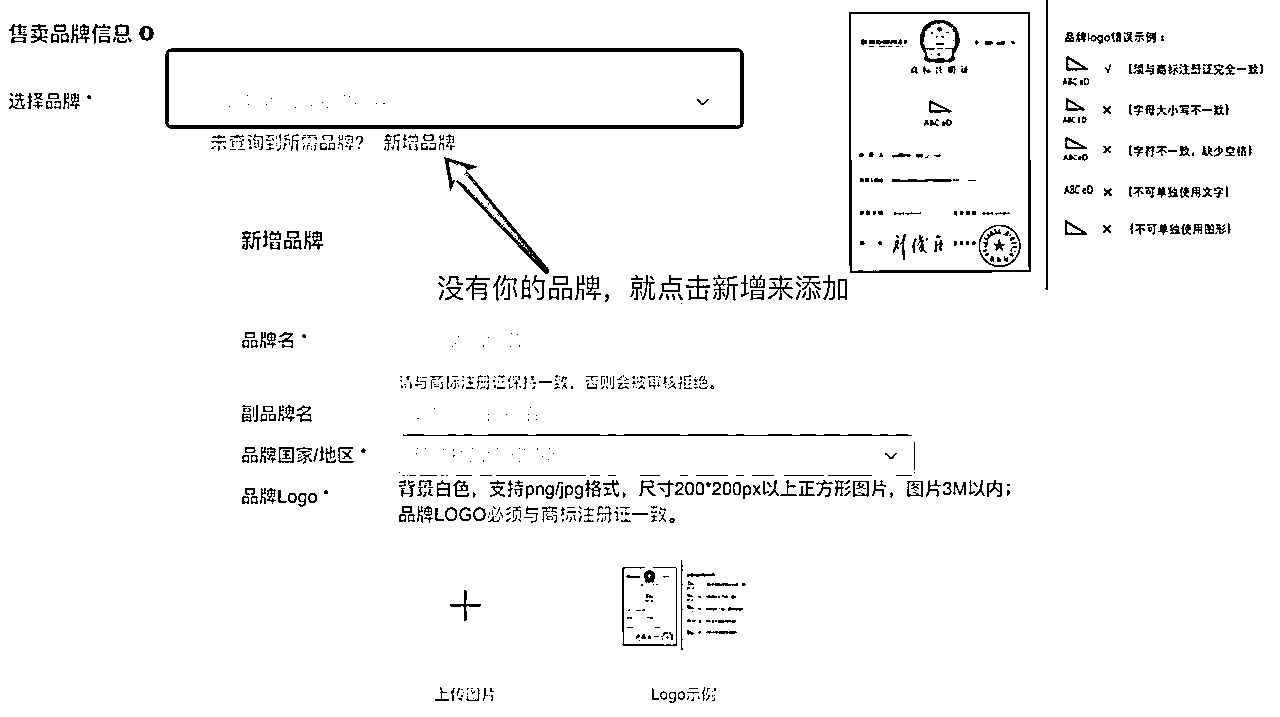 售卖品牌信息
选择品牌 *
未查询到所需品牌? 新增品牌
新增品牌
没有你的品牌，就点击新增来添加
品牌名 *
请与商标注册证保持一致，否则会被审核拒绝。
副品牌名
品牌国家/地区 *
品牌Logo *
背景白色，支持png/jpg格式，尺寸200*200px以上正方形图片，图片3M以内；
品牌LOGO必须与商标注册证一致。
上传图片
Logo示例
商标注册证
ABC eD
品牌logo错误示例：
ABC eD √ (须与商标注册证完全一致)
× (字母大小写不一致)
ABCeD × (字符不一致，缺少空格)
ABC eD × (不可单独使用文字)
× (不可单独使用图形)